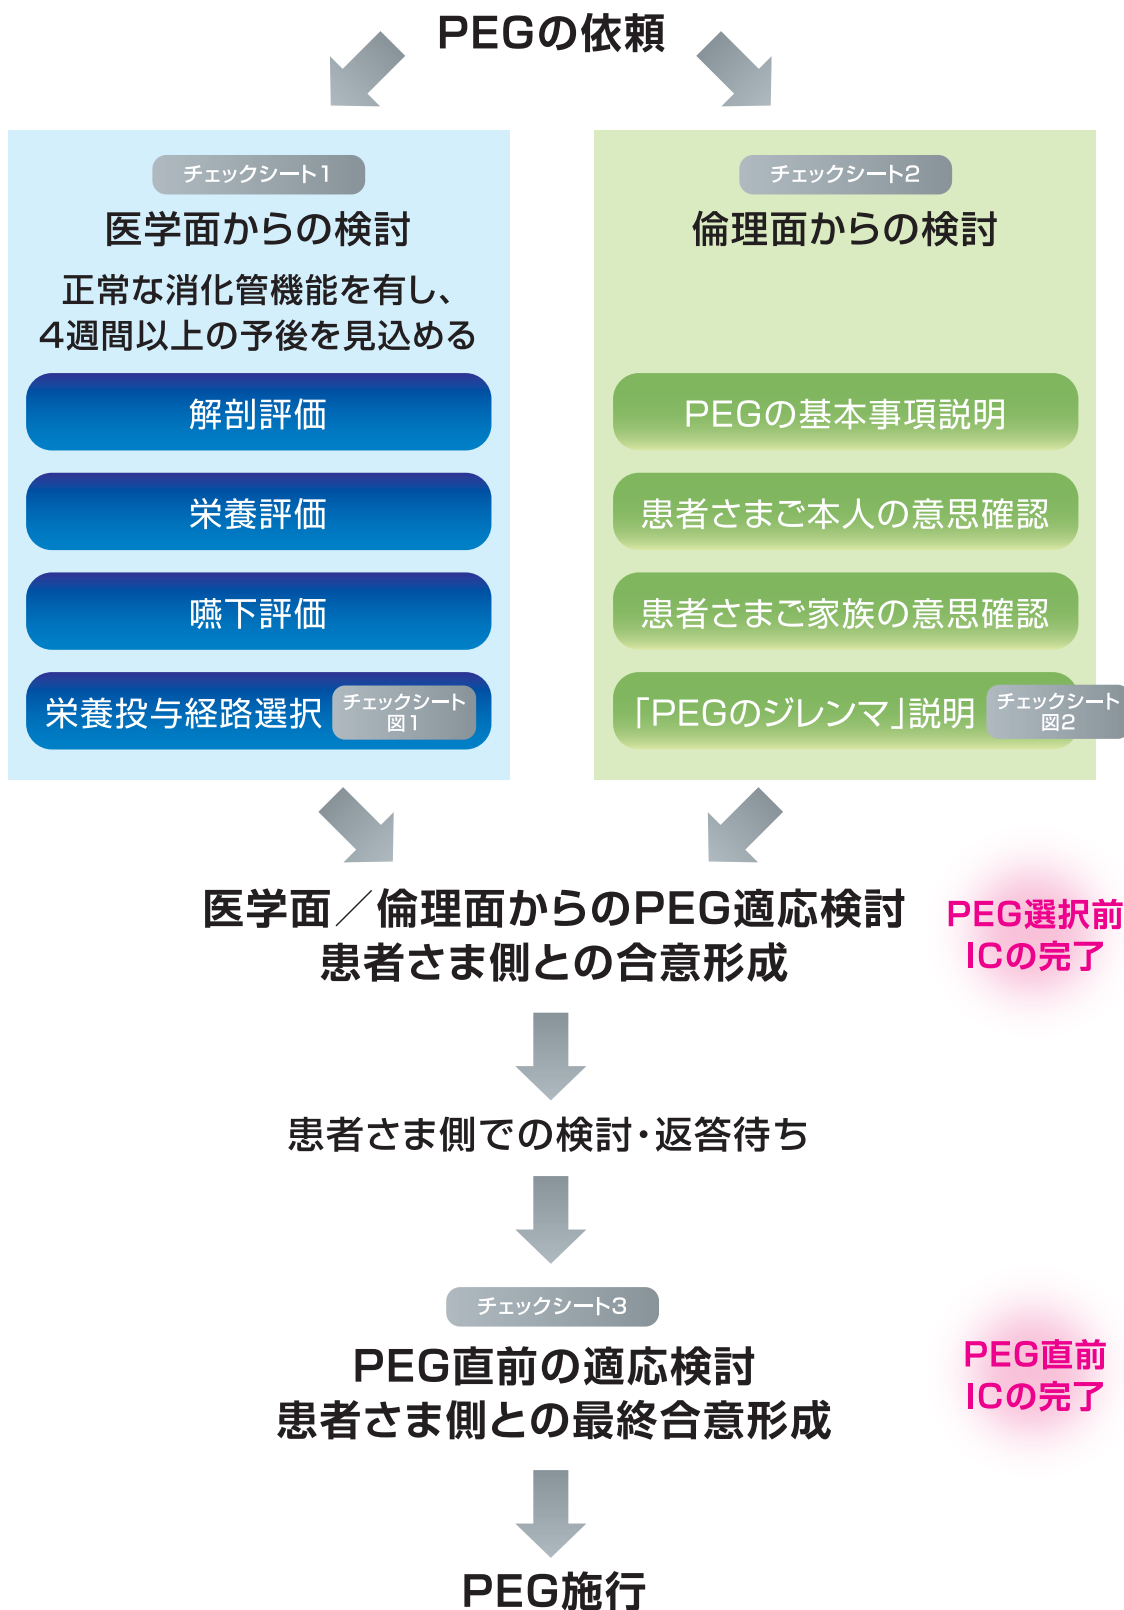 PEGの依頼
チェックシート1
医学面からの検討
正常な消化管機能を有し、
4週間以上の予後を見込める
解剖評価
栄養評価
嚥下評価
栄養投与経路選択
チェックシート
図1
チェックシート2
倫理面からの検討
PEGの基本事項説明
患者さまご本人の意思確認
患者さまご家族の意思確認
「PEGのジレンマ」説明
チェックシート
図2
医学面／倫理面からのPEG適応検討
患者さま側との合意形成
PEG選択前
ICの完了
患者さま側での検討・返答待ち
チェックシート3
PEG直前の適応検討
患者さま側との最終合意形成
PEG直前
ICの完了
PEG施行